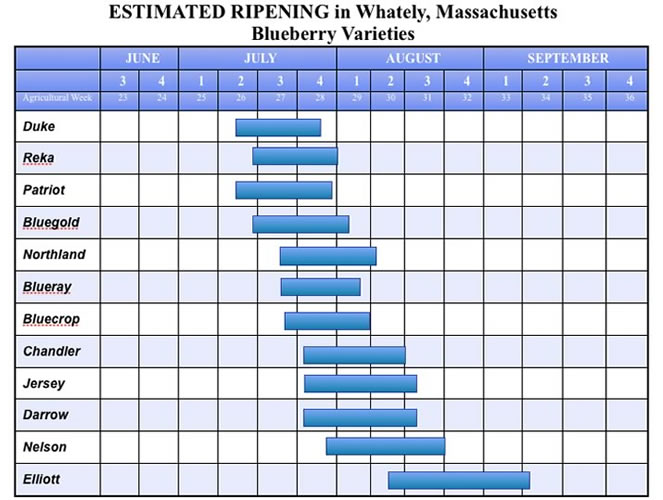 ESTIMATED RIPENING in Whately, Massachusetts
Blueberry Varieties
JUNE JULY AUGUST SEPTEMBER
3 4 1 2 3 4 1 2 3 4 1 2 3 4
Agricultural Week 23 24 25 26 27 28 29 30 31 32 33 34 35 36
Duke
Reka
Patriot
Bluegold
Northland
Blueray
Bluecrop
Chandler
Jersey
Darrow
Nelson
Elliott